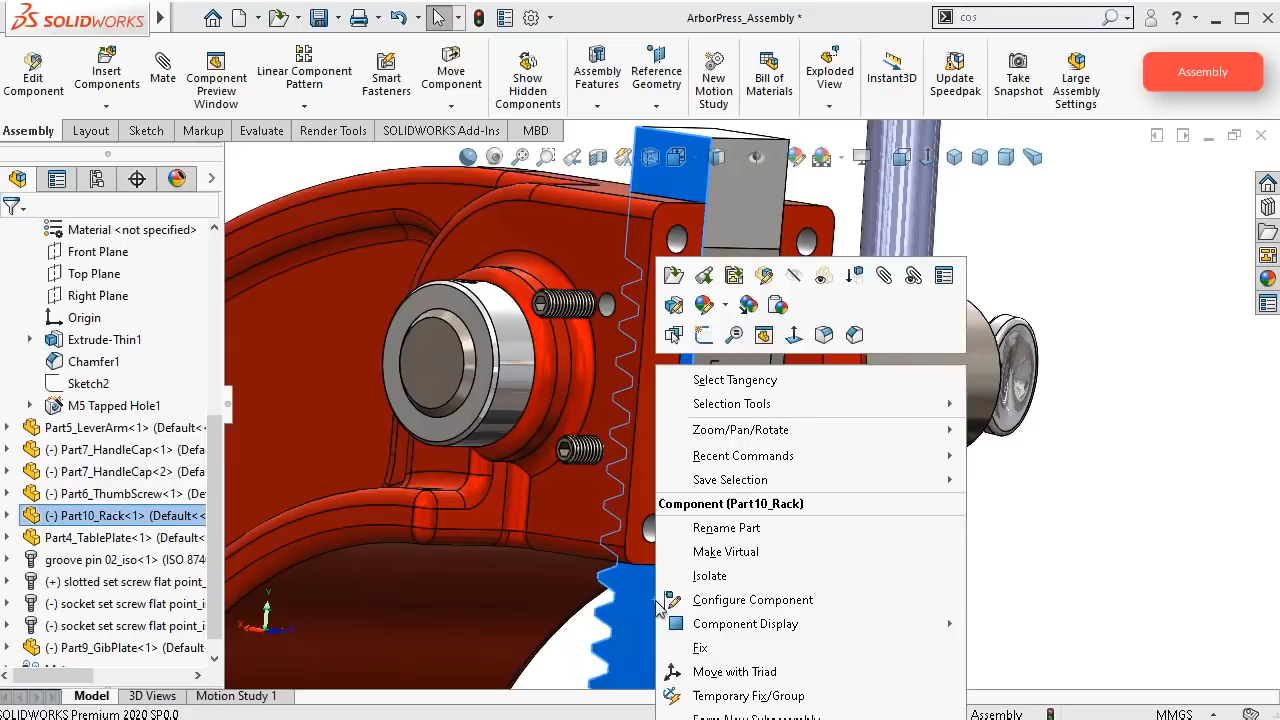 SOLIDWORKS
ArborPress_Assembly *
cos
Edit Component
Insert Components
Mate
Component Preview Window
Linear Component Pattern
Smart Fasteners
Move Component
Show Hidden Components
Assembly Features
Reference Geometry
New Motion Study
Bill of Materials
Exploded View
Instant3D
Update Speedpak
Take Snapshot
Large Assembly Settings
Assembly
Assembly
Layout
Sketch
Markup
Evaluate
Render Tools
SOLIDWORKS Add-Ins
MBD
Material <not specified>
Front Plane
Top Plane
Right Plane
Origin
Extrude-Thin1
Chamfer1
Sketch2
M5 Tapped Hole1
Part5_LeverArm<1> (Default<<
(-) Part7_HandleCap<1> (Defa
(-) Part7_HandleCap<2> (Defa
(-) Part6_ThumbScrew<1> (De
(-) Part10_Rack<1> (Default<<
Part4_TablePlate<1> (Default<
groove pin 02_iso<1> (ISO 8740
(+) slotted set screw flat point_
(-) socket set screw flat point_is
(-) socket set screw flat point_is
(-) Part9_GibPlate<1> (Default<
Select Tangency
Selection Tools
Zoom/Pan/Rotate
Recent Commands
Save Selection
Component (Part10_Rack)
Rename Part
Make Virtual
Isolate
Configure Component
Component Display
Fix
Move with Triad
Temporary Fix/Group
Y
X
Model
3D Views
Motion Study 1
SOLIDWORKS Premium 2020 SP0.0
Assembly
MMGS